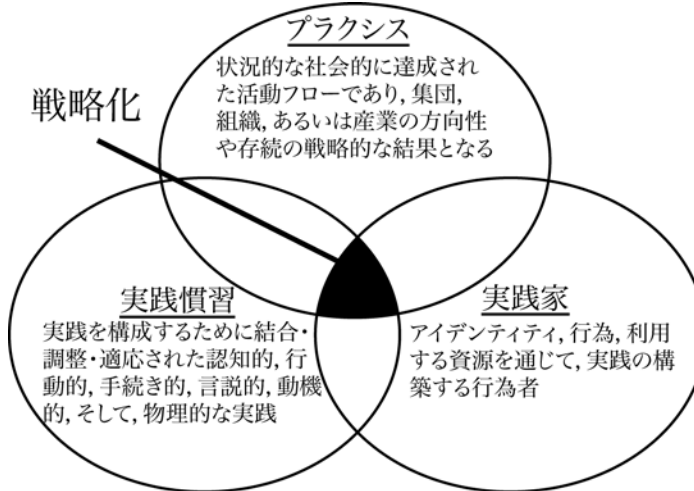 プラクシス
状況的な社会的に達成され
た活動フローであり, 集団,
組織, あるいは産業の方向性
や存続の戦略的な結果となる
戦略化
実践慣習
実践を構成するために結合・
調整・適応された認知的, 行
動的, 手続き的, 言説的, 動機
的, そして, 物理的な実践
実践家
アイデンティティ, 行為, 利用
する資源を通じて, 実践の構
築する行為者